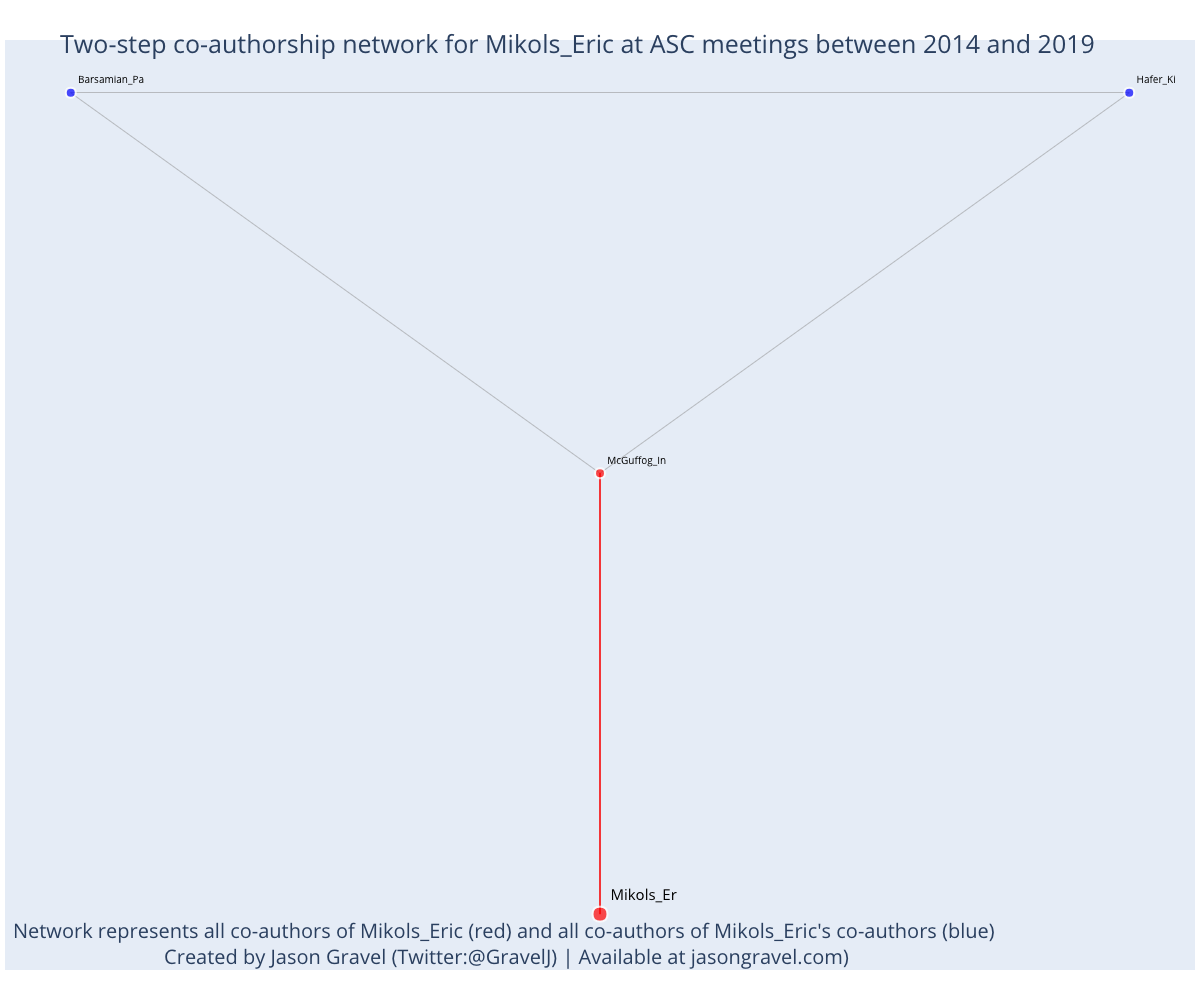 Two-step co-authorship network for Mikols_Eric at ASC meetings between 2014 and 2019
Barsamian_Pa
Hafer_Ki
McGuffog_In
Mikols_Er
Network represents all co-authors of Mikols_Eric (red) and all co-authors of Mikols_Eric's co-authors (blue)
Created by Jason Gravel (Twitter:@GravelJ) | Available at jasongravel.com)